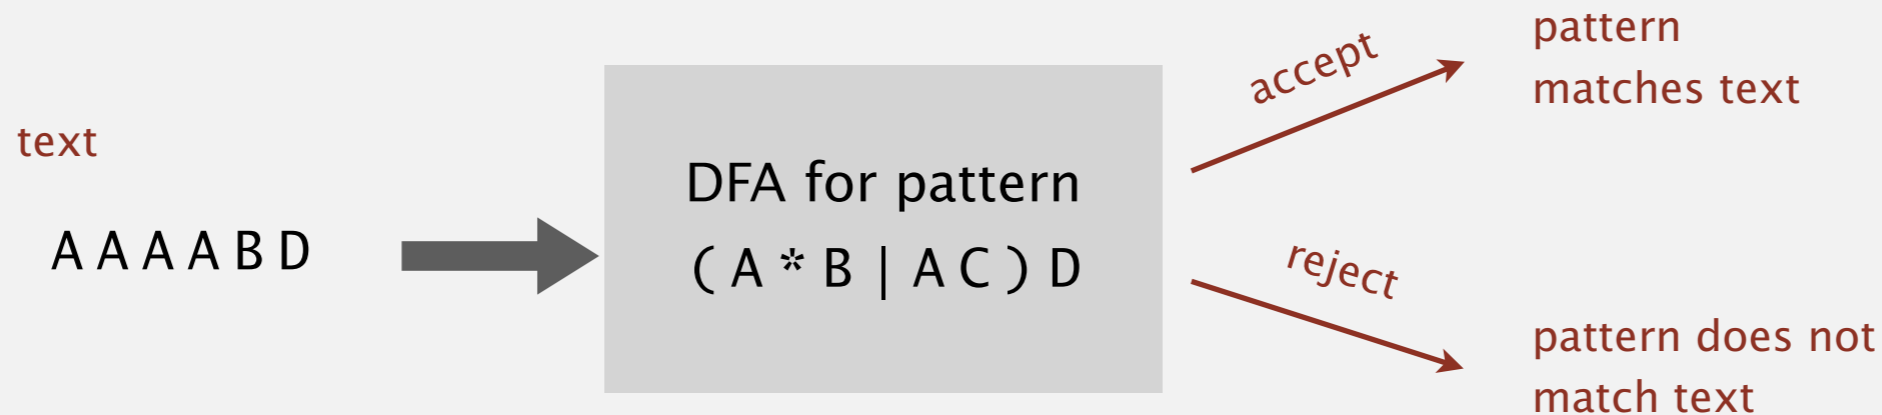 text
A A A A B D
DFA for pattern
( A * B | A C ) D
accept
pattern
matches text
reject
pattern does not
match text